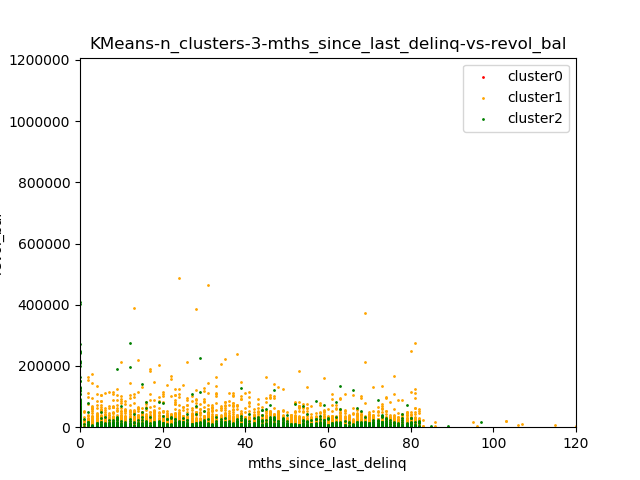 KMeans-n_clusters-3-mths_since_last_delinq-vs-revol_bal
cluster0
cluster1
cluster2
1200000
1000000
800000
600000
400000
200000
0
0
20
40
60
80
100
120
mths_since_last_delinq